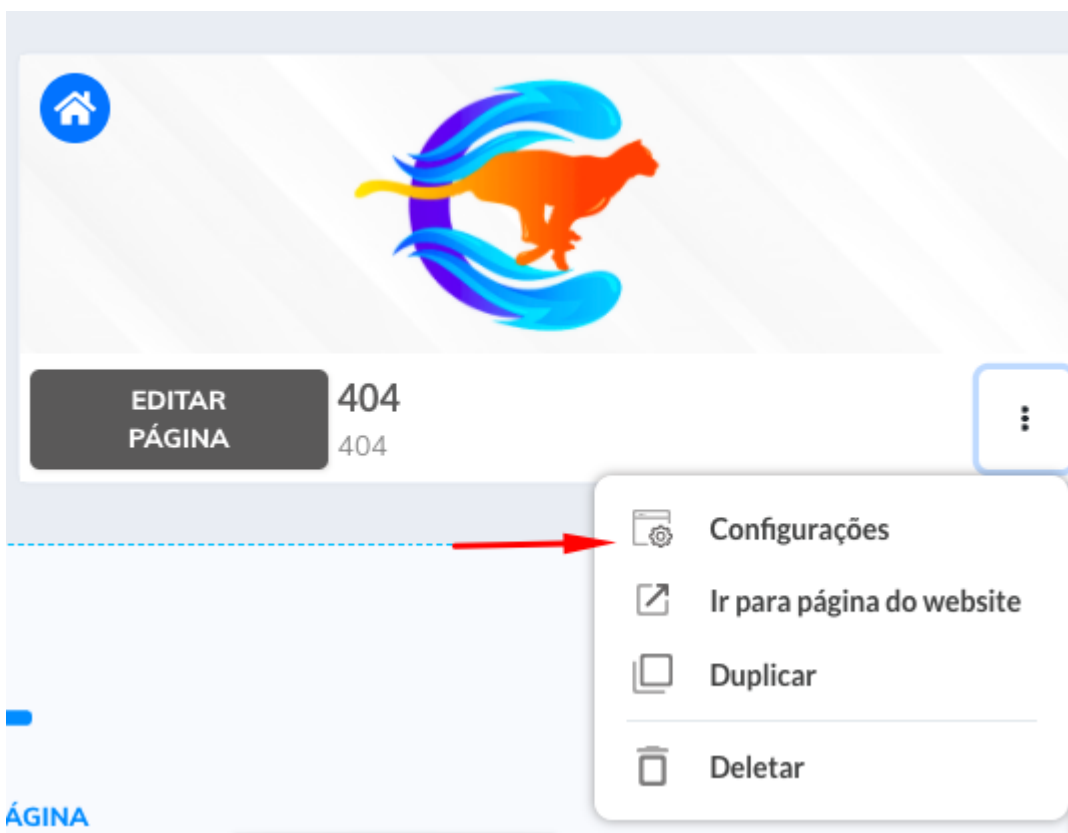 EDITAR
PÁGINA
404
404
Configurações
Ir para página do website
Duplicar
Deletar
ÁGINA